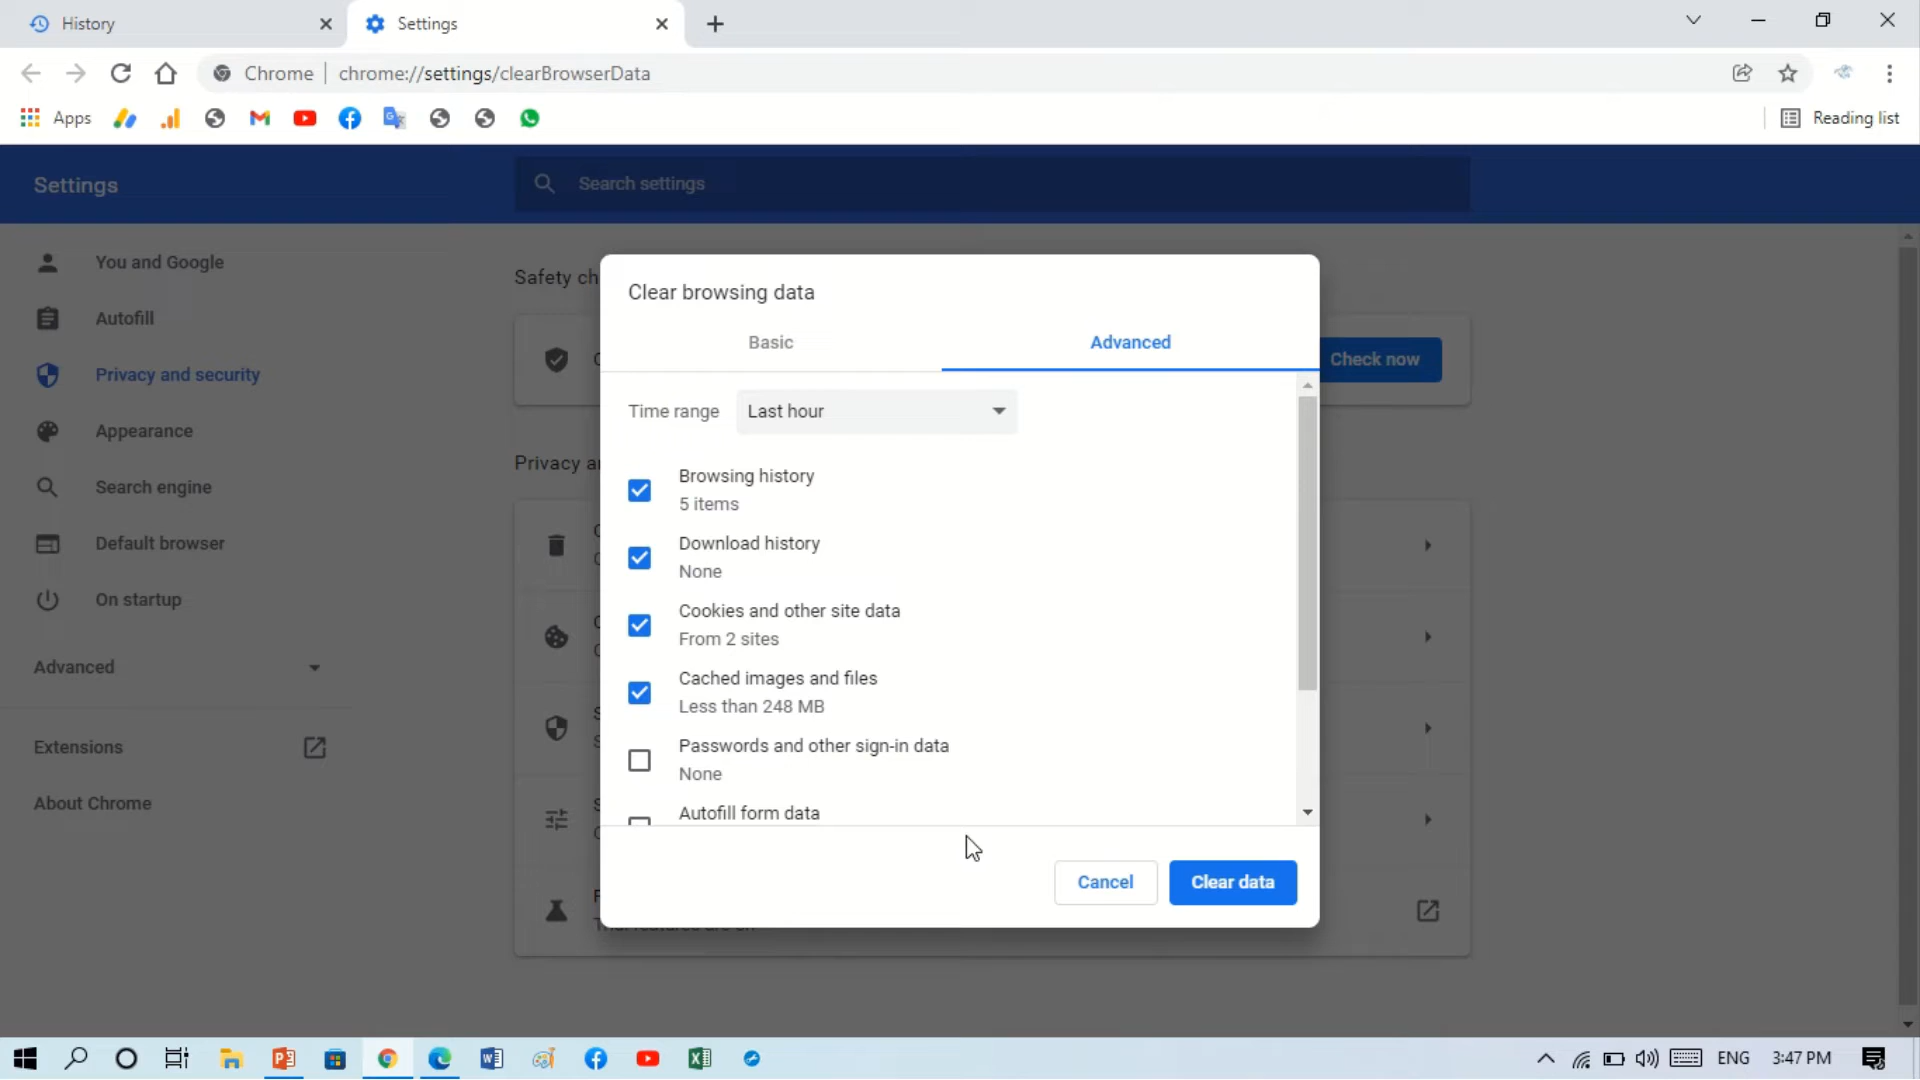 History
Settings
Chrome
chrome://settings/clearBrowserData
Apps
Reading list
Settings
Search settings
You and Google
Autofill
Privacy and security
Appearance
Search engine
Default browser
On startup
Advanced
Extensions
About Chrome
Safety ch
Check now
Privacy a
Clear browsing data
Basic
Advanced
Time range
Last hour
Browsing history
5 items
Download history
None
Cookies and other site data
From 2 sites
Cached images and files
Less than 248 MB
Passwords and other sign-in data
None
Autofill form data
Cancel
Clear data
ENG
3:47 PM